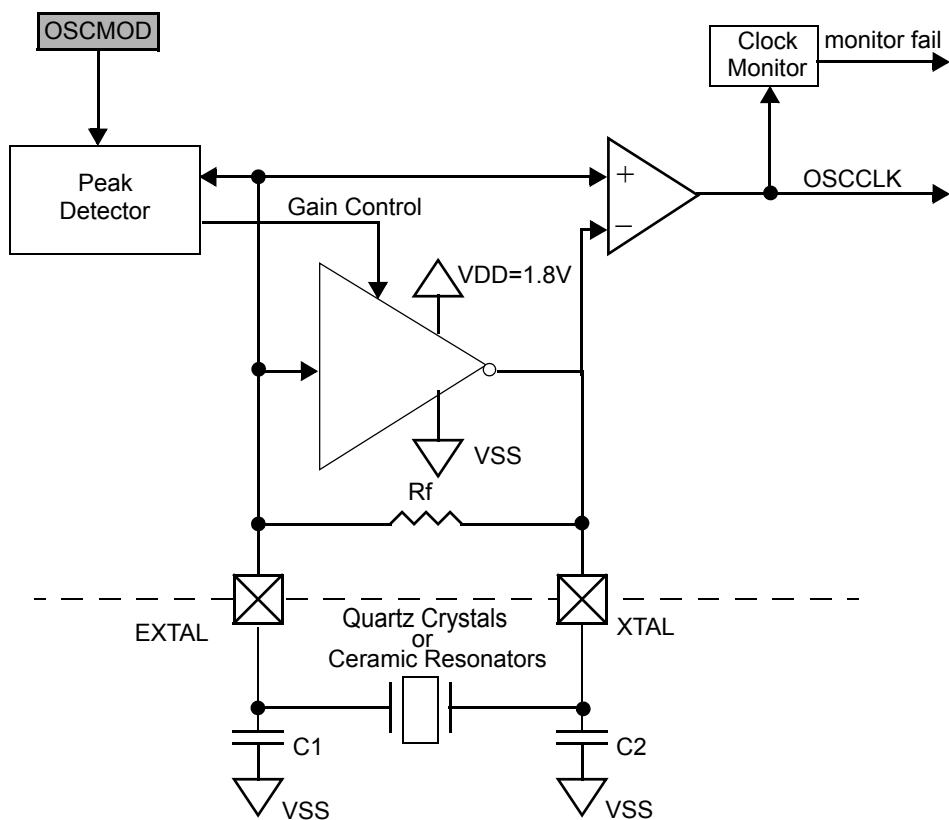 OSCMOD
Clock
Monitor
monitor fail
Peak
Detector
+
−
OSCCLK
Gain Control
VDD=1.8V
VSS
Rf
EXTAL
Quartz Crystals
or
Ceramic Resonators
XTAL
C1
C2
VSS
VSS